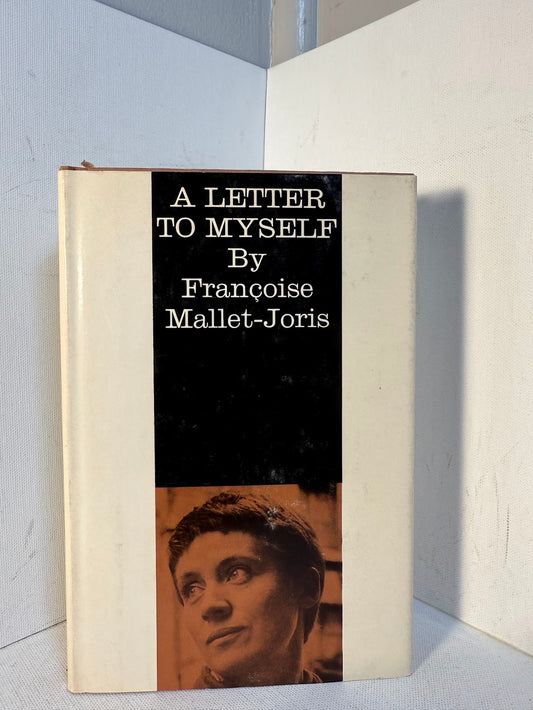 A LETTER
TO MYSELF
By
Françoise
Mallet-Joris